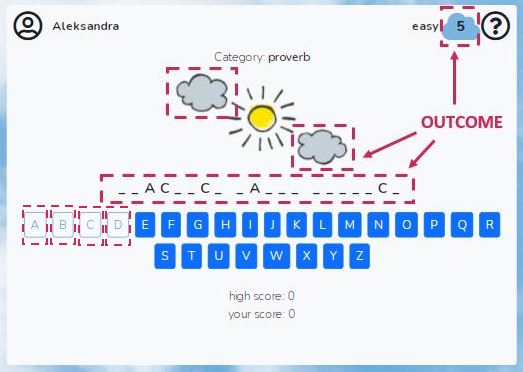 Aleksandra easy 5 ?
Category: proverb
OUTCOME
_ _ A C _ _ C _ _ A _ _ _ _ _ _ _ _ C _
A B C D E F G H I J K L M N O P Q R
S T U V W X Y Z
high score: 0
your score: 0